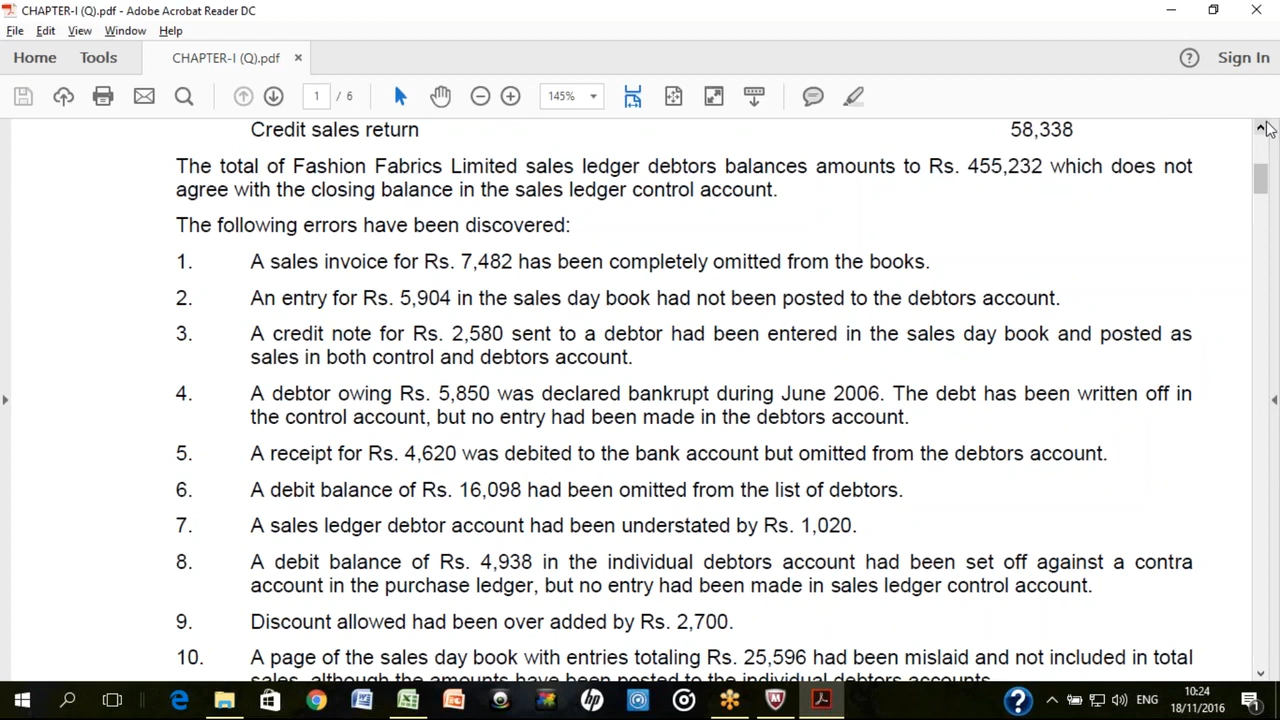 CHAPTER-I (Q).pdf - Adobe Acrobat Reader DC
File Edit View Window Help
Home Tools CHAPTER-I (Q).pdf × ? Sign In
1 / 6 145%
Credit sales return 58,338
The total of Fashion Fabrics Limited sales ledger debtors balances amounts to Rs. 455,232 which does not
agree with the closing balance in the sales ledger control account.
The following errors have been discovered:
1. A sales invoice for Rs. 7,482 has been completely omitted from the books.
2. An entry for Rs. 5,904 in the sales day book had not been posted to the debtors account.
3. A credit note for Rs. 2,580 sent to a debtor had been entered in the sales day book and posted as
sales in both control and debtors account.
4. A debtor owing Rs. 5,850 was declared bankrupt during June 2006. The debt has been written off in
the control account, but no entry had been made in the debtors account.
5. A receipt for Rs. 4,620 was debited to the bank account but omitted from the debtors account.
6. A debit balance of Rs. 16,098 had been omitted from the list of debtors.
7. A sales ledger debtor account had been understated by Rs. 1,020.
8. A debit balance of Rs. 4,938 in the individual debtors account had been set off against a contra
account in the purchase ledger, but no entry had been made in sales ledger control account.
9. Discount allowed had been over added by Rs. 2,700.
10. A page of the sales day book with entries totaling Rs. 25,596 had been mislaid and not included in total
sales, although the amounts have been posted to the individual debtors accounts.
hp ? ENG 10:24
18/11/2016 1